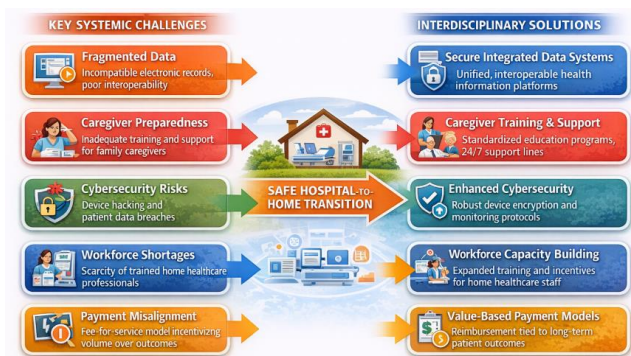 KEY SYSTEMIC CHALLENGES
INTERDISCIPLINARY SOLUTIONS
Fragmented Data
Incompatible electronic records,
poor interoperability
Secure Integrated Data Systems
Unified, interoperable health
information platforms
Caregiver Preparedness
Inadequate training and support
for family caregivers
Caregiver Training & Support
Standardized education programs,
24/7 support lines
Cybersecurity Risks
Device hacking and
patient data breaches
SAFE HOSPITAL-TO-
HOME TRANSITION
Enhanced Cybersecurity
Robust device encryption and
monitoring protocols
Workforce Shortages
Scarcity of trained home healthcare
professionals
Workforce Capacity Building
Expanded training and incentives
for home healthcare staff
Payment Misalignment
Fee-for-service model incentivizing
volume over outcomes
Value-Based Payment Models
Reimbursement tied to long-term
patient outcomes